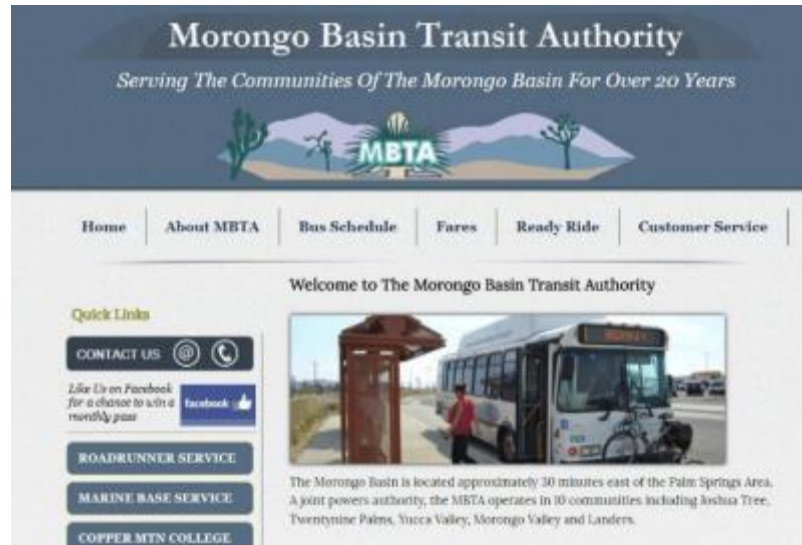 Morongo Basin Transit Authority
Serving The Communities Of The Morongo Basin For Over 20 Years
MBTA
Home
About MBTA
Bus Schedule
Fares
Ready Ride
Customer Service
Welcome to The Morongo Basin Transit Authority
Quick Links
CONTACT US @
Like Us on Facebook
for a chance to win a
monthly pass
facebook
ROADRUNNER SERVICE
MARINE BASE SERVICE
COPPER MTN COLLEGE
The Morongo Basin is located approximately 30 minutes east of the Palm Springs Area.
A joint powers authority, the MBTA operates in 10 communities including Joshua Tree,
Twentynine Palms, Yucca Valley, Morongo Valley and Landers.